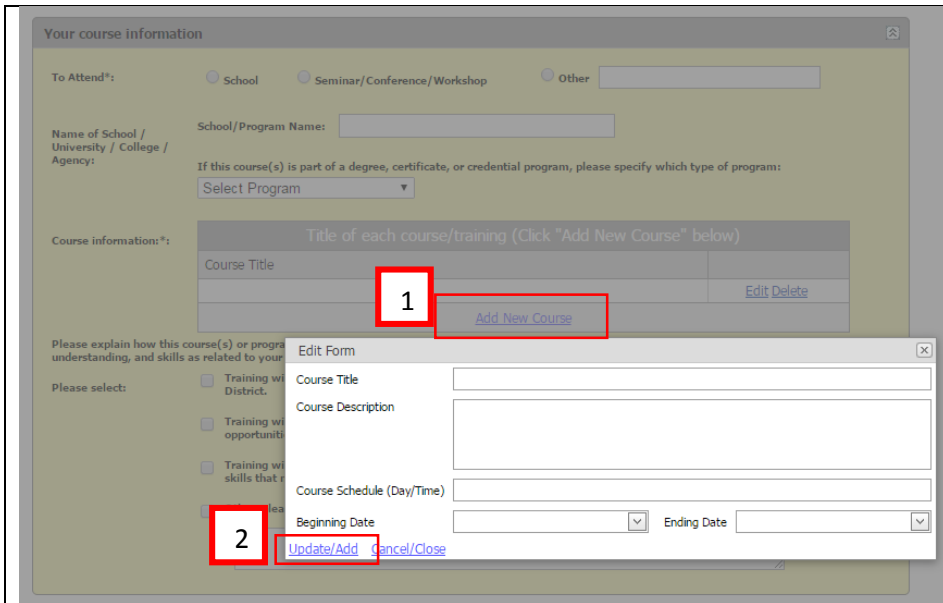 Your course information
To Attend*:
School
Seminar/Conference/Workshop
Other
Name of School /
University / College /
Agency:
School/Program Name:
If this course(s) is part of a degree, certificate, or credential program, please specify which type of program:
Select Program
Course information:*:
Title of each course/training (Click "Add New Course" below)
Course Title
Edit Delete
1
Add New Course
Please explain how this course(s) or progra
understanding, and skills as related to your
Please select:
Training wi
District.
Training wi
opportuniti
Training wi
skills that r
lea
Edit Form
Course Title
Course Description
Course Schedule (Day/Time)
Beginning Date
Ending Date
2
Update/Add Cancel/Close